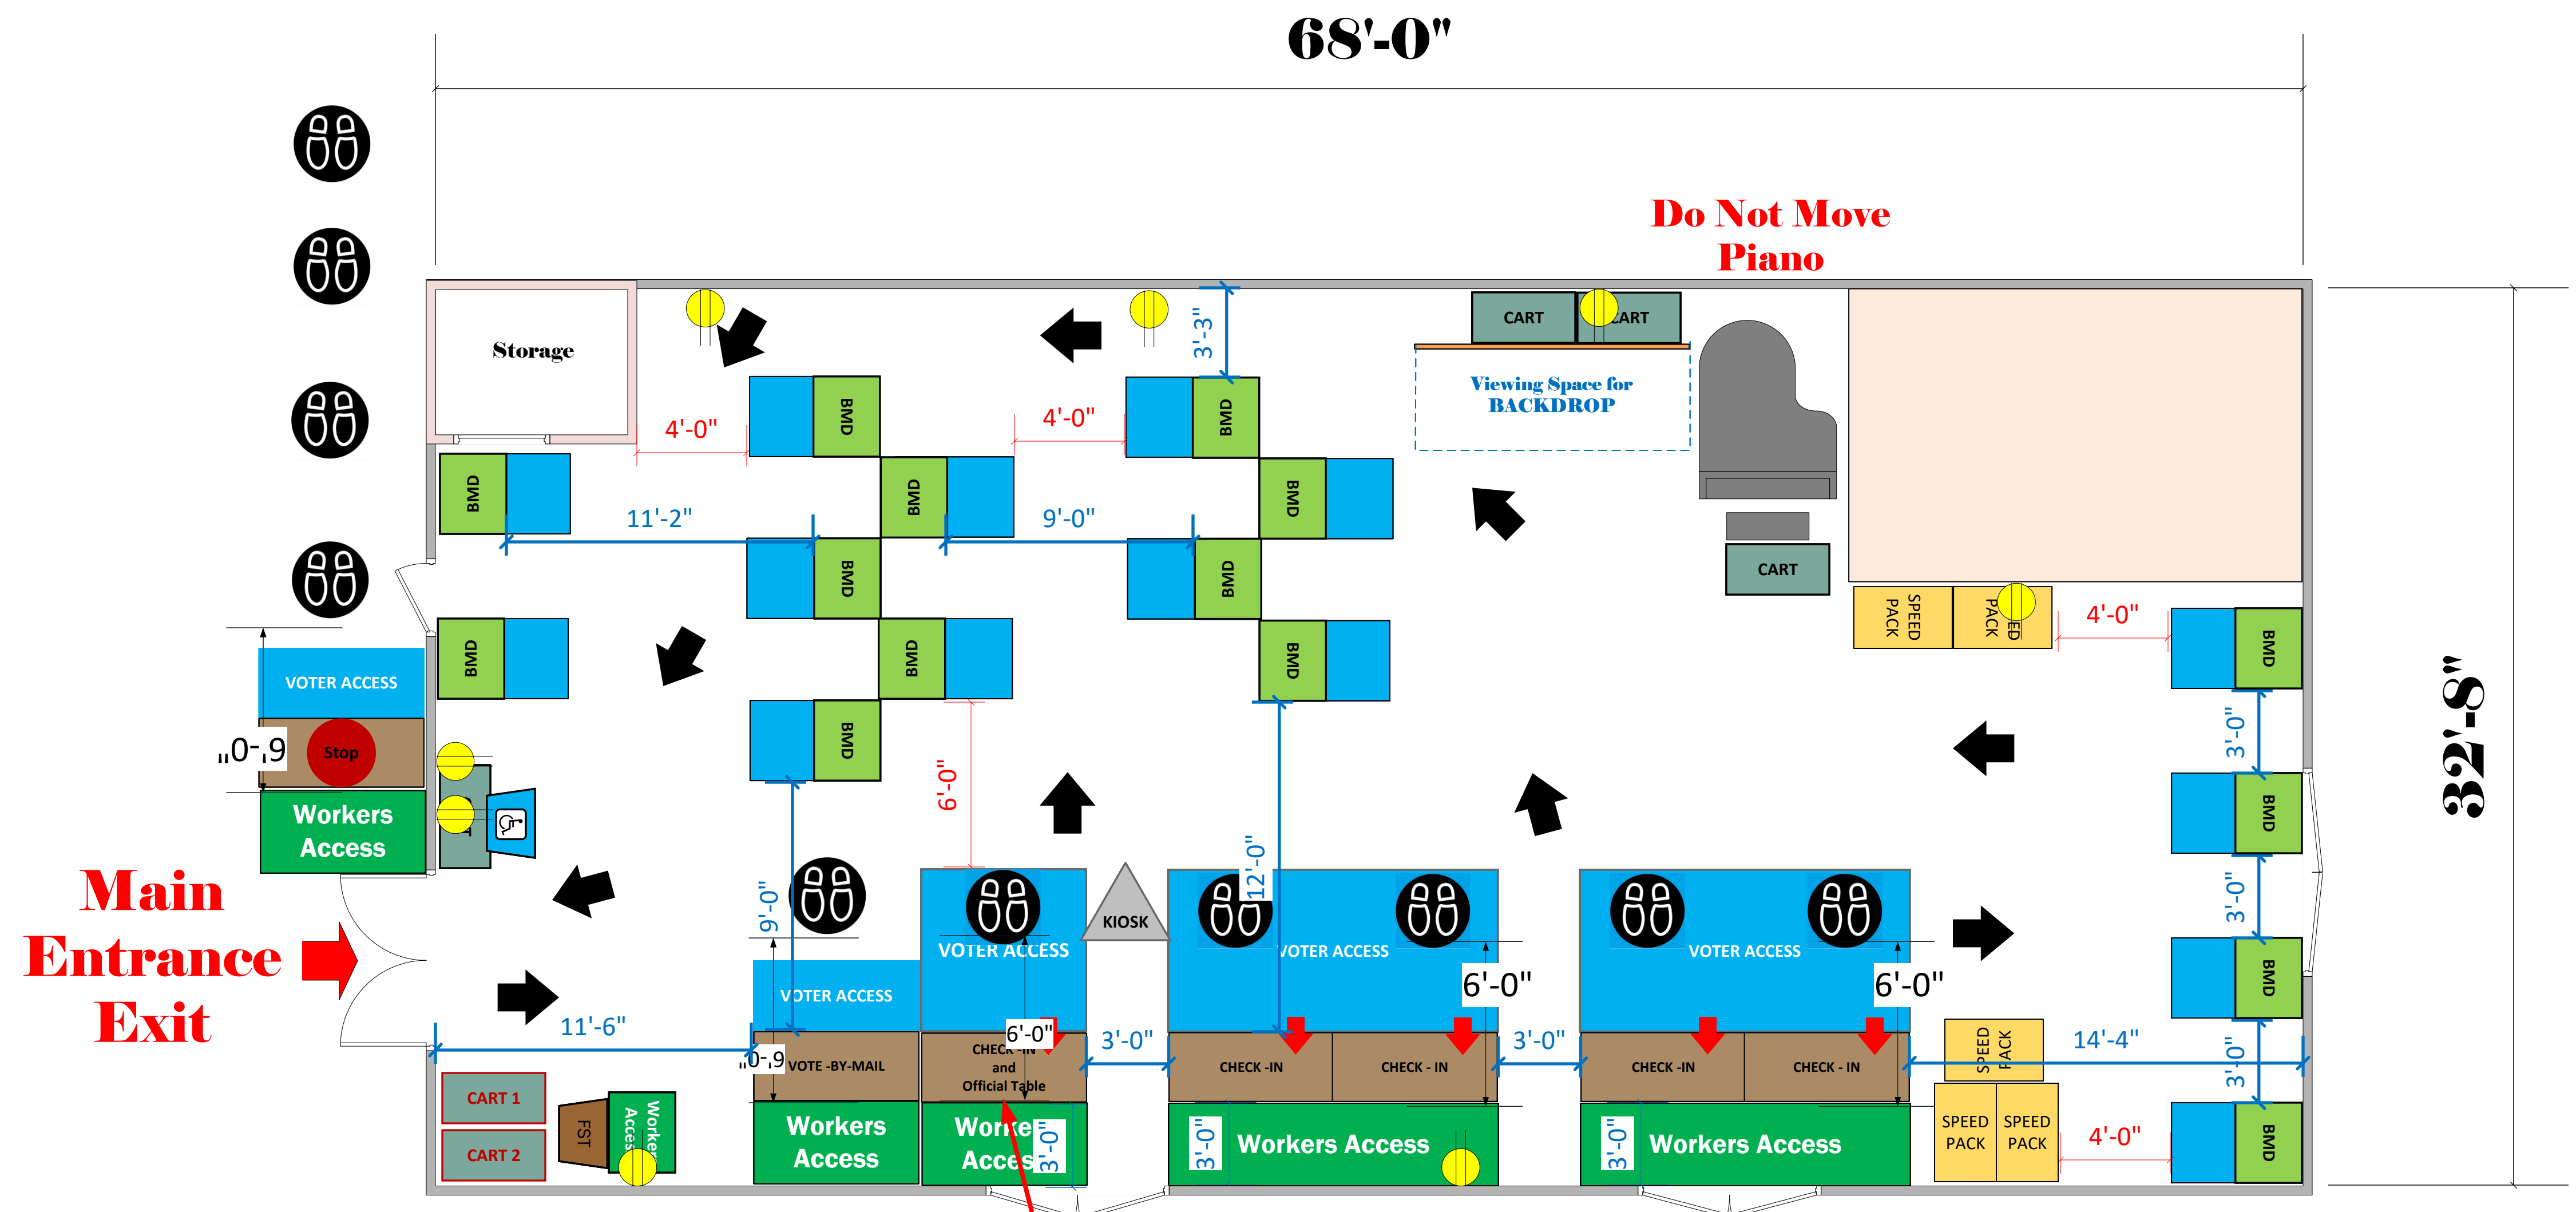 68'-0"
Do Not Move
Piano
Storage
3'-3"
CART
CART
Viewing Space for
BACKDROP
4'-0"
BMD
4'-0"
BMD
BMD
BMD
BMD
11'-2"
9'-0"
CART
BMD
BMD
SPEED
PACK
PACK
4'-0"
BMD
BMD
BMD
BMD
VOTER ACCESS
6'-0"
Stop
BMD
3'-0"
32'-8"
6'-0"
BMD
Workers
Access
12'-0"
3'-0"
9'-0"
KIOSK
Main
Entrance
Exit
VOTER ACCESS
VOTER ACCESS
VOTER ACCESS
VOTER ACCESS
6'-0"
6'-0"
BMD
11'-6"
6'-0"
3'-0"
3'-0"
14'-4"
SPEED
PACK
3'-0"
6'-0"
VOTE -BY-MAIL
CHECK -IN
and
Official Table
CHECK -IN
CHECK - IN
CHECK -IN
CHECK - IN
CART 1
CART 2
FST
Workers
Access
Workers
Access
3'-0"
3'-0"
Workers Access
3'-0"
Workers Access
SPEED
PACK
SPEED
PACK
4'-0"
BMD